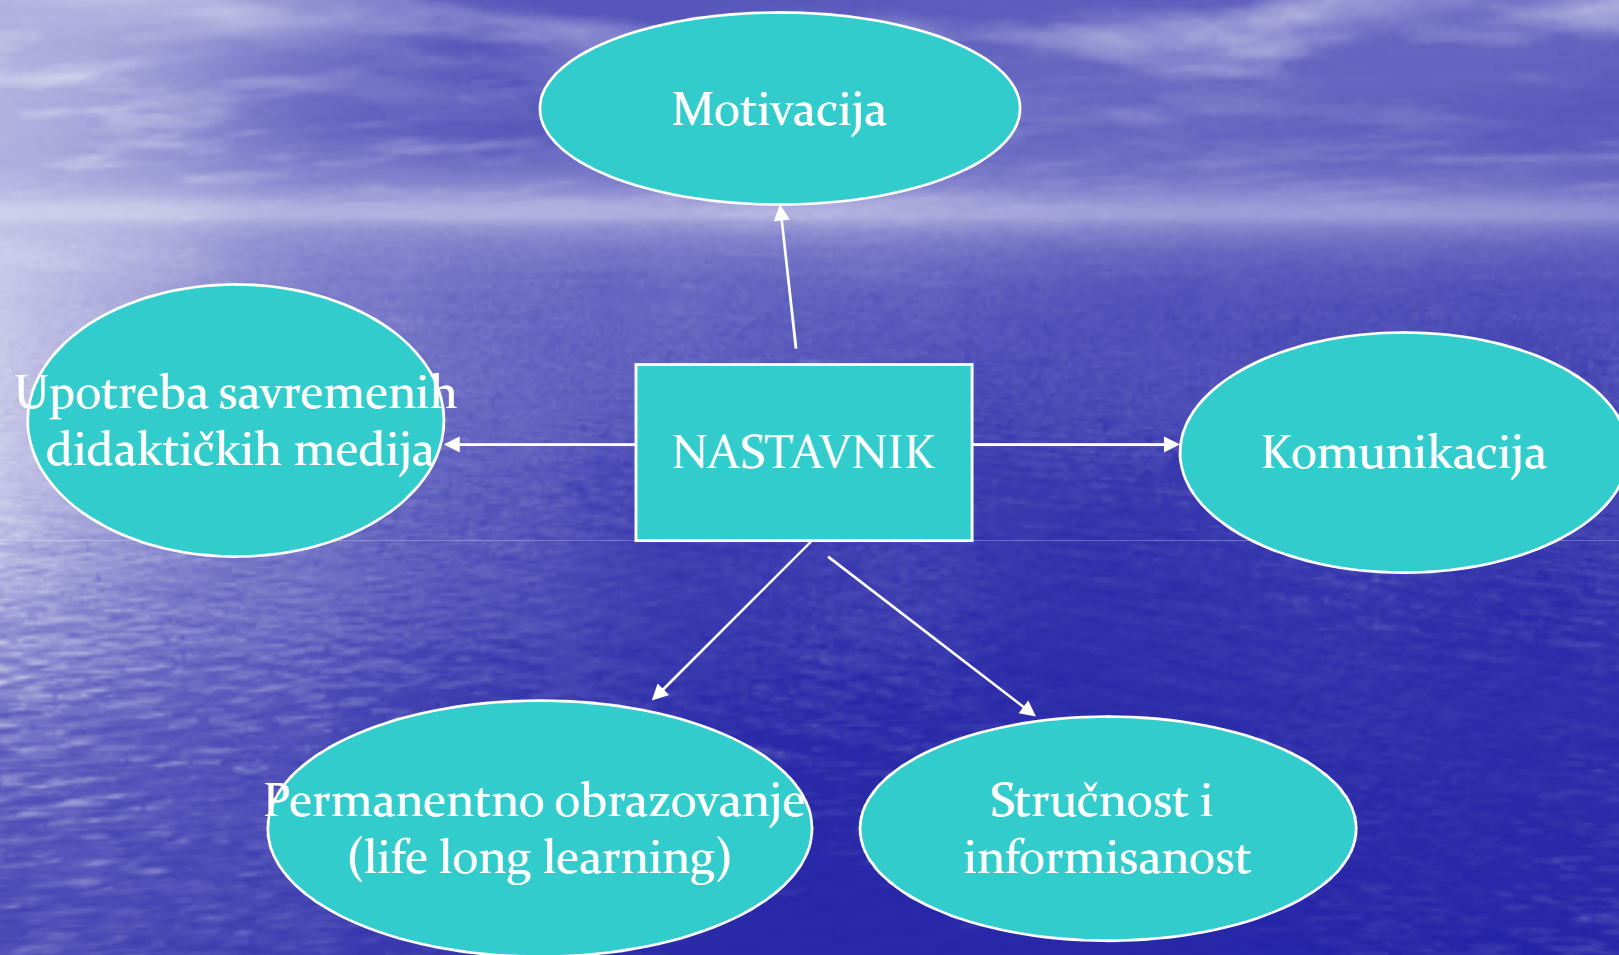 Motivacija
Upotreba savremenih
didaktičkih medija
NASTAVNIK
Komunikacija
Permanentno obrazovanje
(life long learning)
Stručnost i
informisanost